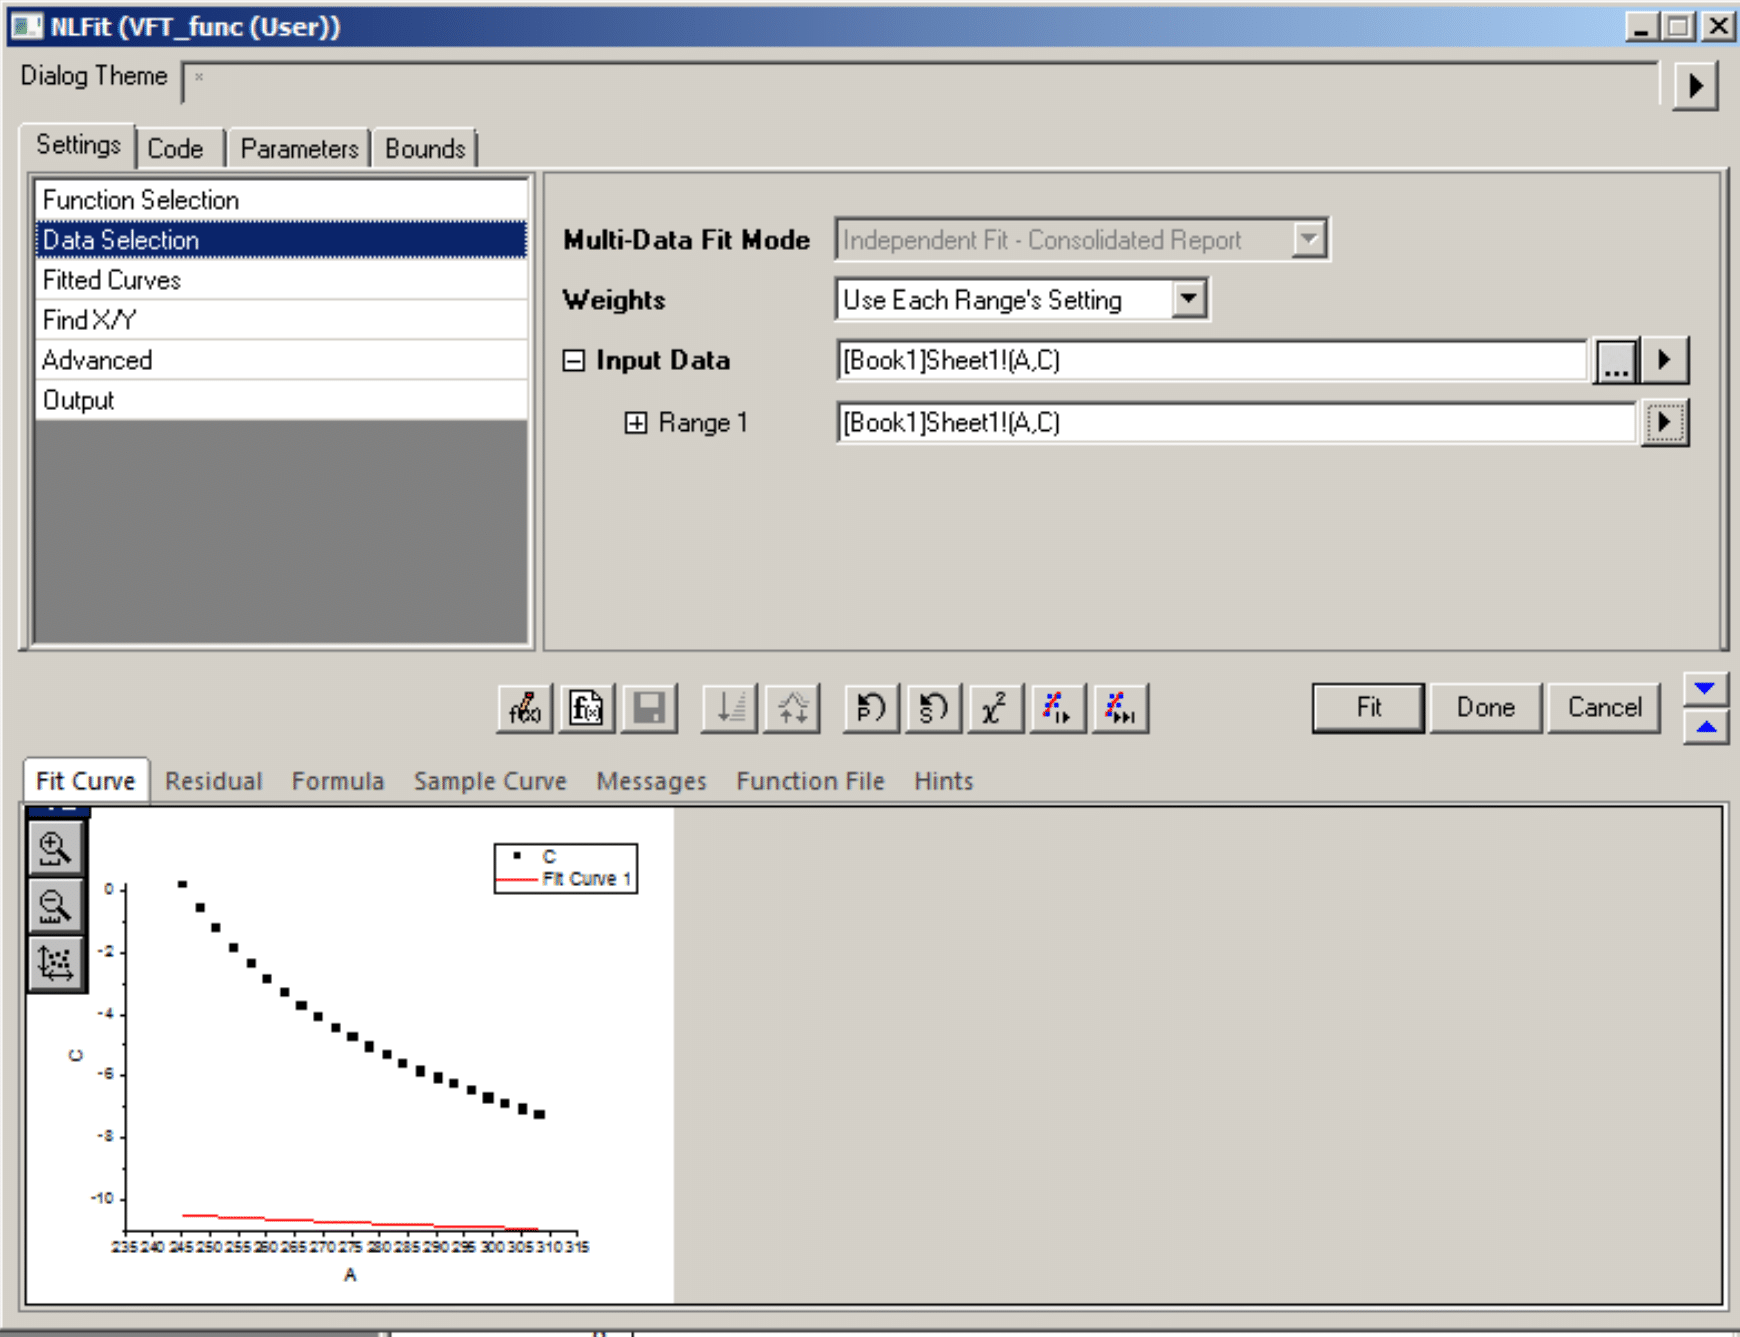 NLFit (VFT_func (User))
Dialog Theme *
Settings Code Parameters Bounds
Function Selection
Data Selection
Fitted Curves
Find X/Y
Advanced
Output
Multi-Data Fit Mode Independent Fit - Consolidated Report
Weights Use Each Range's Setting
Input Data [Book1]Sheet1!(A,C) ...
Range 1 [Book1]Sheet1!(A,C)
f(x) f(x) P S χ² Fit Done Cancel
Fit Curve Residual Formula Sample Curve Messages Function File Hints
C
Fit Curve 1
0
-2
-4
C
-6
-8
-10
235 240 245 250 255 260 265 270 275 280 285 290 295 300 305 310 315
A